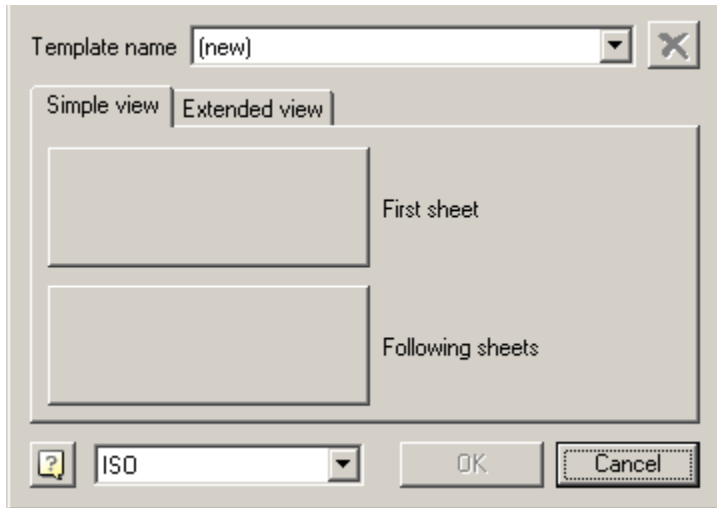 Template name (new)
Simple view Extended view
First sheet
Following sheets
ISO OK Cancel